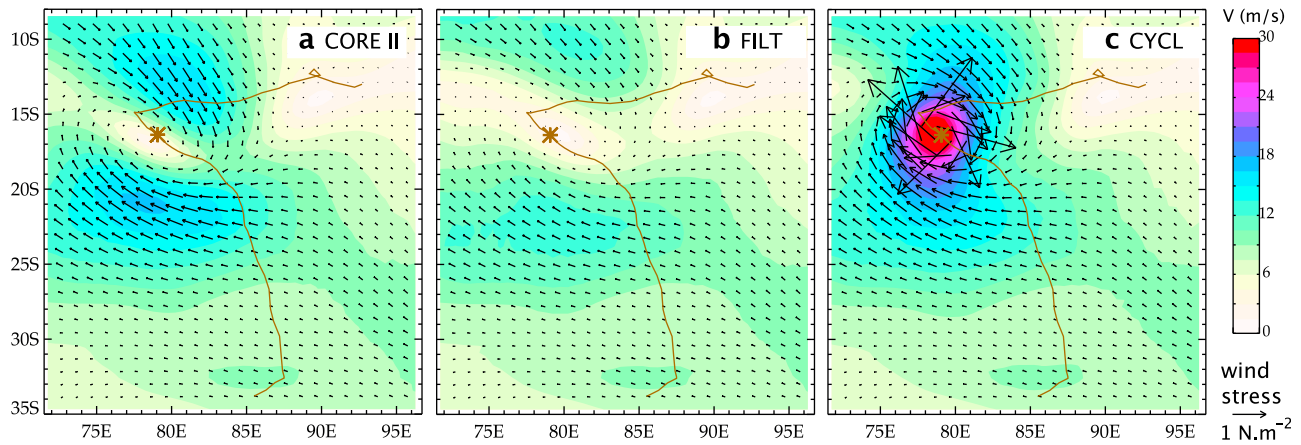 a CORE II
b FILT
c CYCL
V (m/s)
30
24
18
12
6
0
wind
stress
1 N.m⁻²
10S
15S
20S
25S
30S
35S
75E 80E 85E 90E 95E
75E 80E 85E 90E 95E
75E 80E 85E 90E 95E